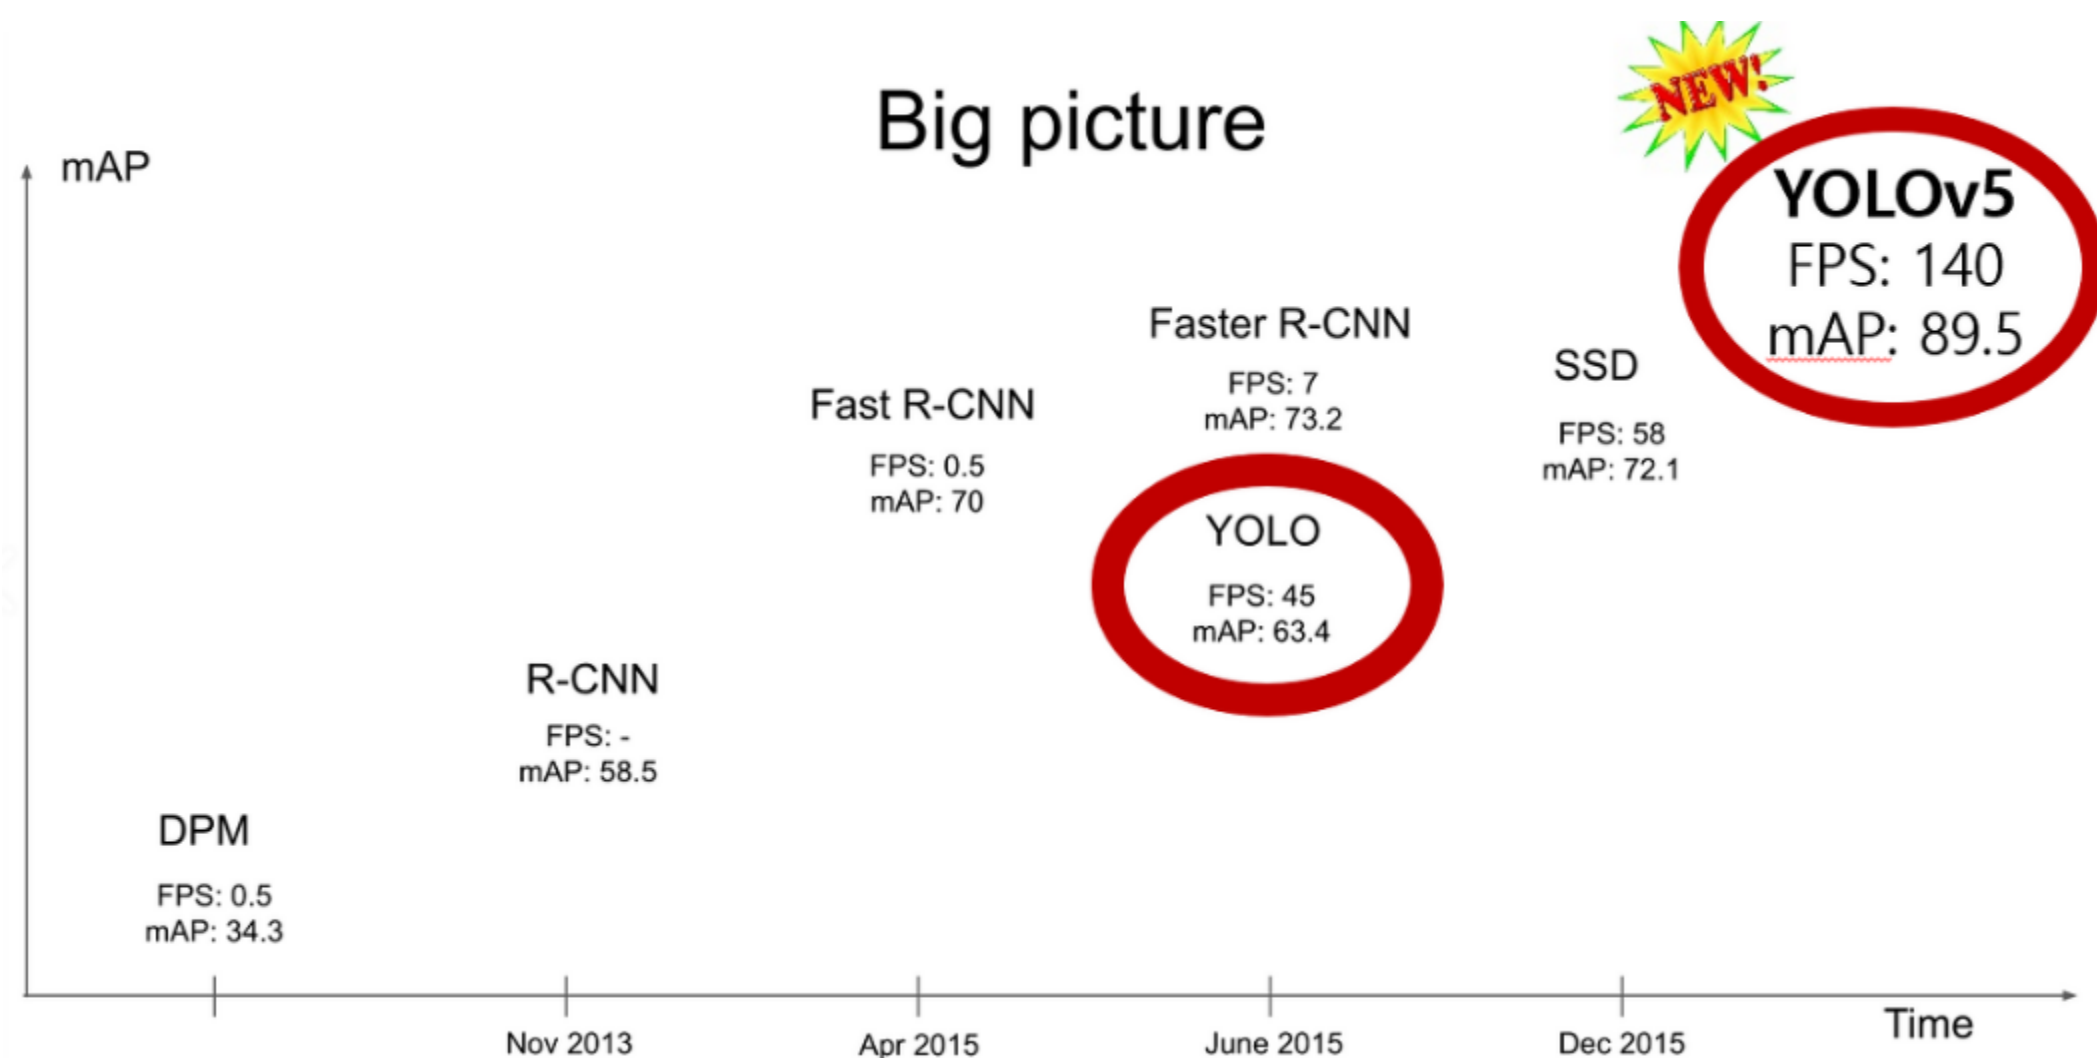 Big picture
NEW!
mAP
YOLOv5
FPS: 140
mAP: 89.5
Faster R-CNN
FPS: 7
mAP: 73.2
SSD
FPS: 58
mAP: 72.1
Fast R-CNN
FPS: 0.5
mAP: 70
YOLO
FPS: 45
mAP: 63.4
R-CNN
FPS: -
mAP: 58.5
DPM
FPS: 0.5
mAP: 34.3
Nov 2013
Apr 2015
June 2015
Dec 2015
Time